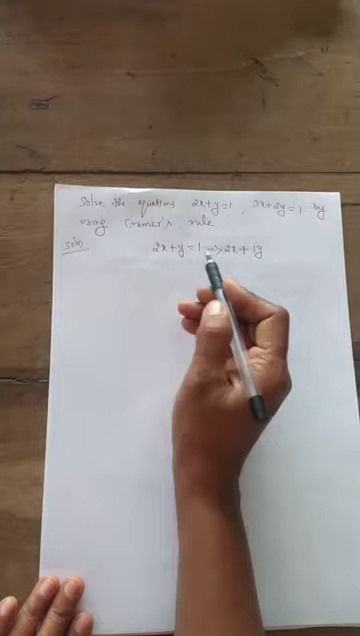 Solve the equations 2x+y=1, 3x+2y=1 by
using Cramer's rule
Soln
2x+y=1 => 2x+1y